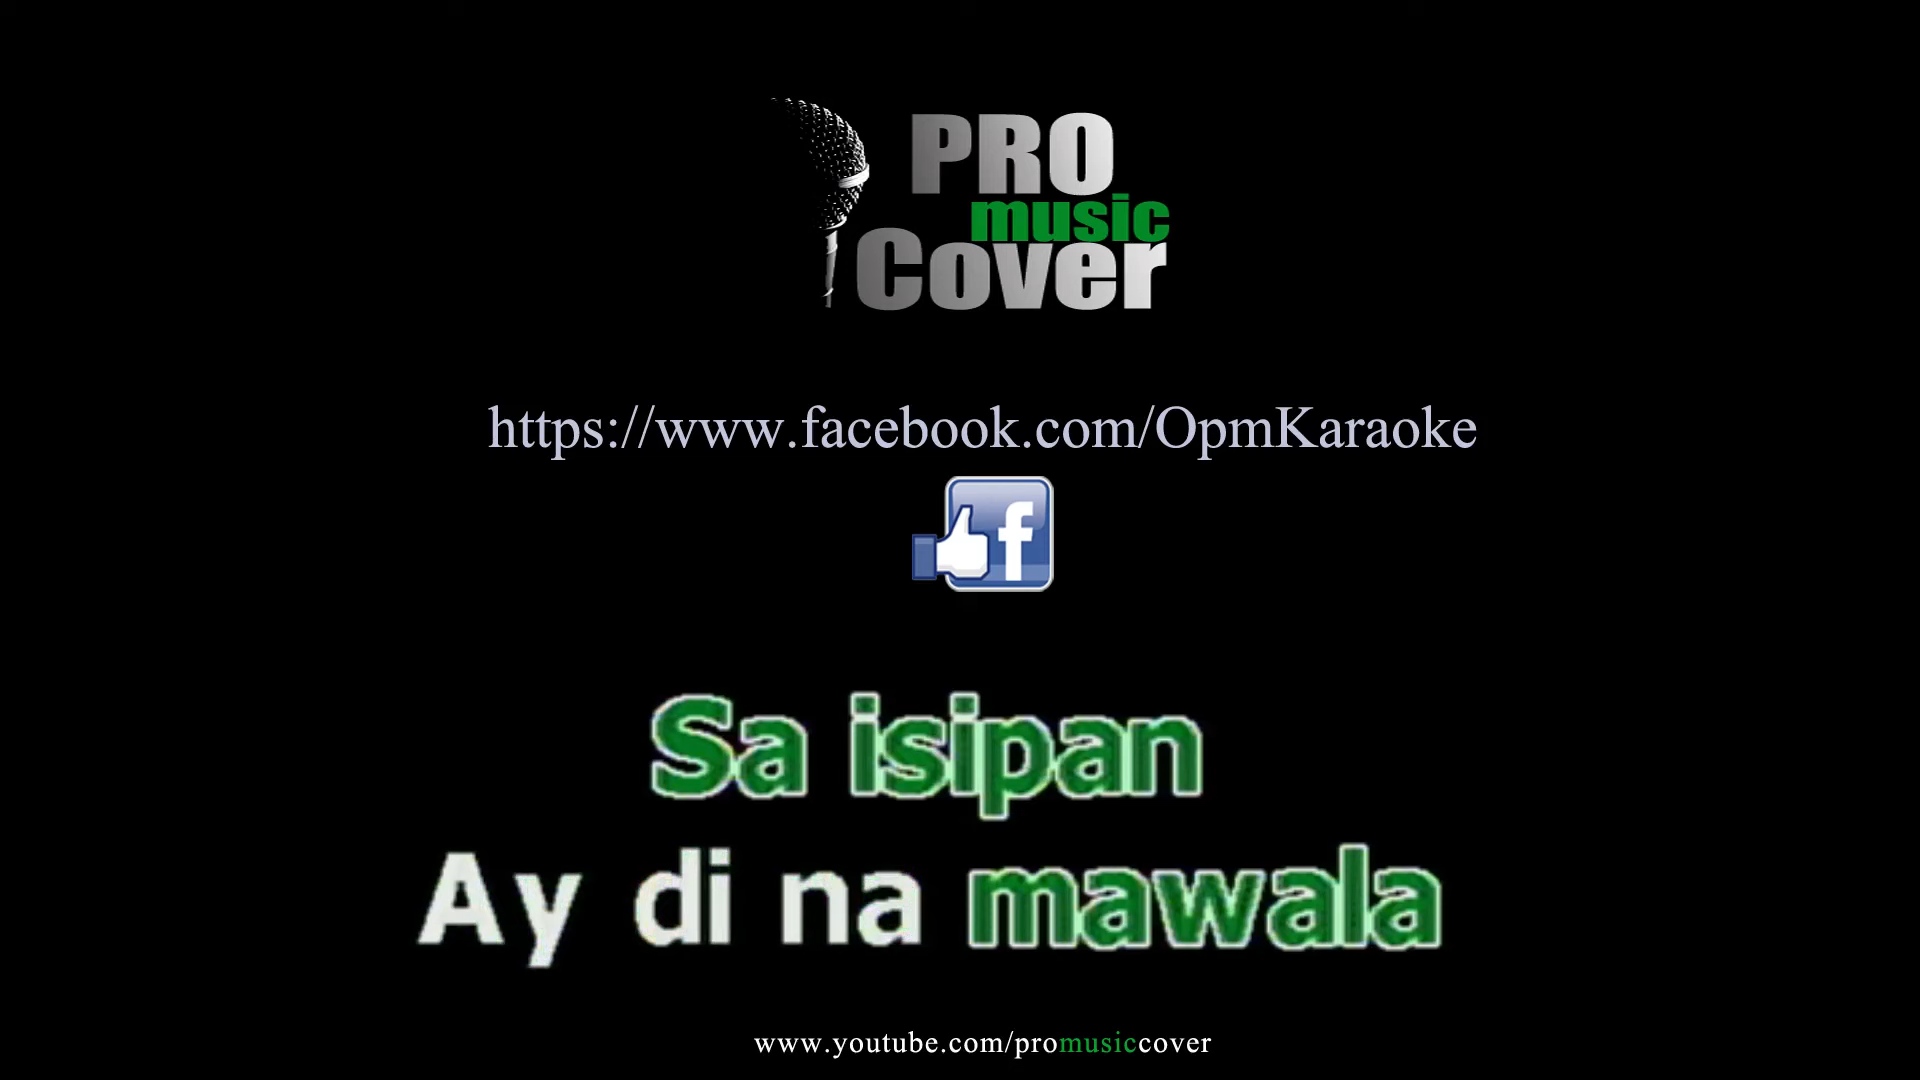 PRO
music
Cover
https://www.facebook.com/OpmKaraoke
f
Sa isipan
Ay di na mawala
www.youtube.com/promusiccover